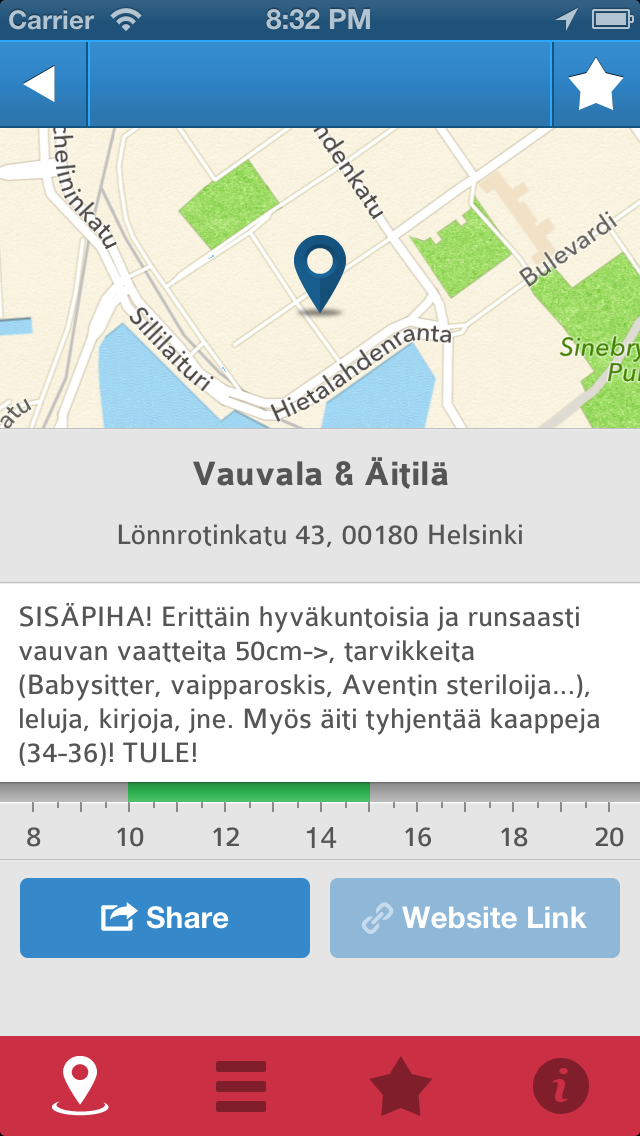 Carrier 8:32 PM
chelininkatu
hdenkatu
Bulevardi
Sillilaituri
Hietalahdenranta
Sinebry
Pu
atu
Vauvala & Äitilä
Lönnrotinkatu 43, 00180 Helsinki
SISÄPIHA! Erittäin hyväkuntoisia ja runsaasti
vauvan vaatteita 50cm->, tarvikkeita
(Babysitter, vaipparoskis, Aventin steriloija...),
leluja, kirjoja, jne. Myös äiti tyhjentää kaappeja
(34-36)! TULE!
8 10 12 14 16 18 20
Share Website Link